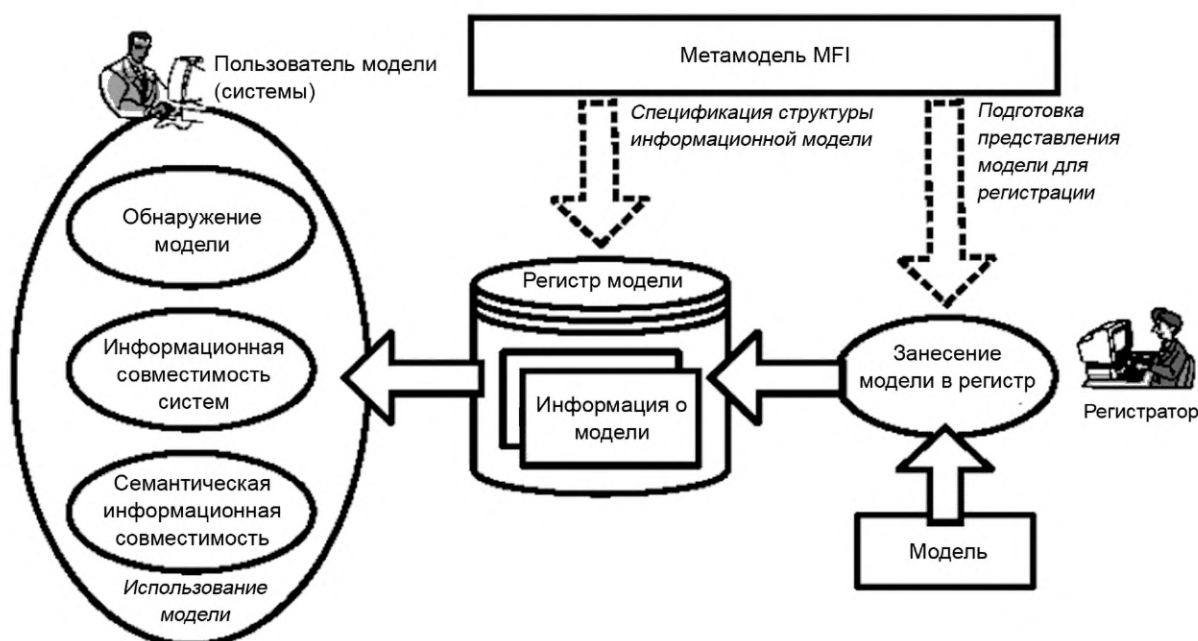 Пользователь модели
(системы)
Метамодель MFI
Спецификация структуры
информационной модели
Подготовка
представления
модели для
регистрации
Обнаружение
модели
Информационная
совместимость
систем
Семантическая
информационная
совместимость
Использование
модели
Регистр модели
Информация о
модели
Занесение
модели в регистр
Регистратор
Модель